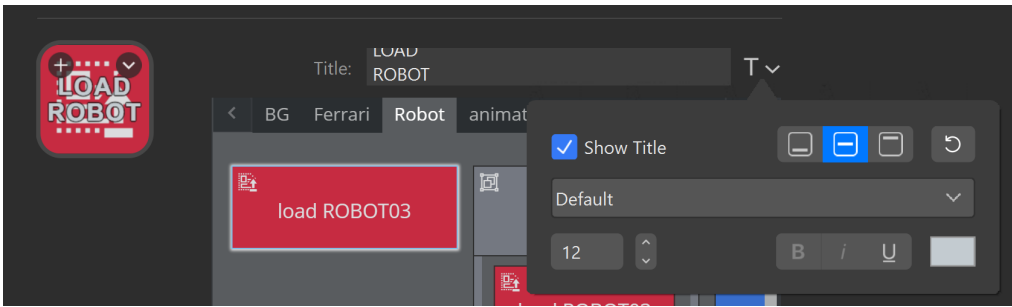 LOAD
ROBOT
Title:
LOAD
ROBOT
T
BG
Ferrari
Robot
animat
load ROBOT03
Show Title
Default
12
B
i
U